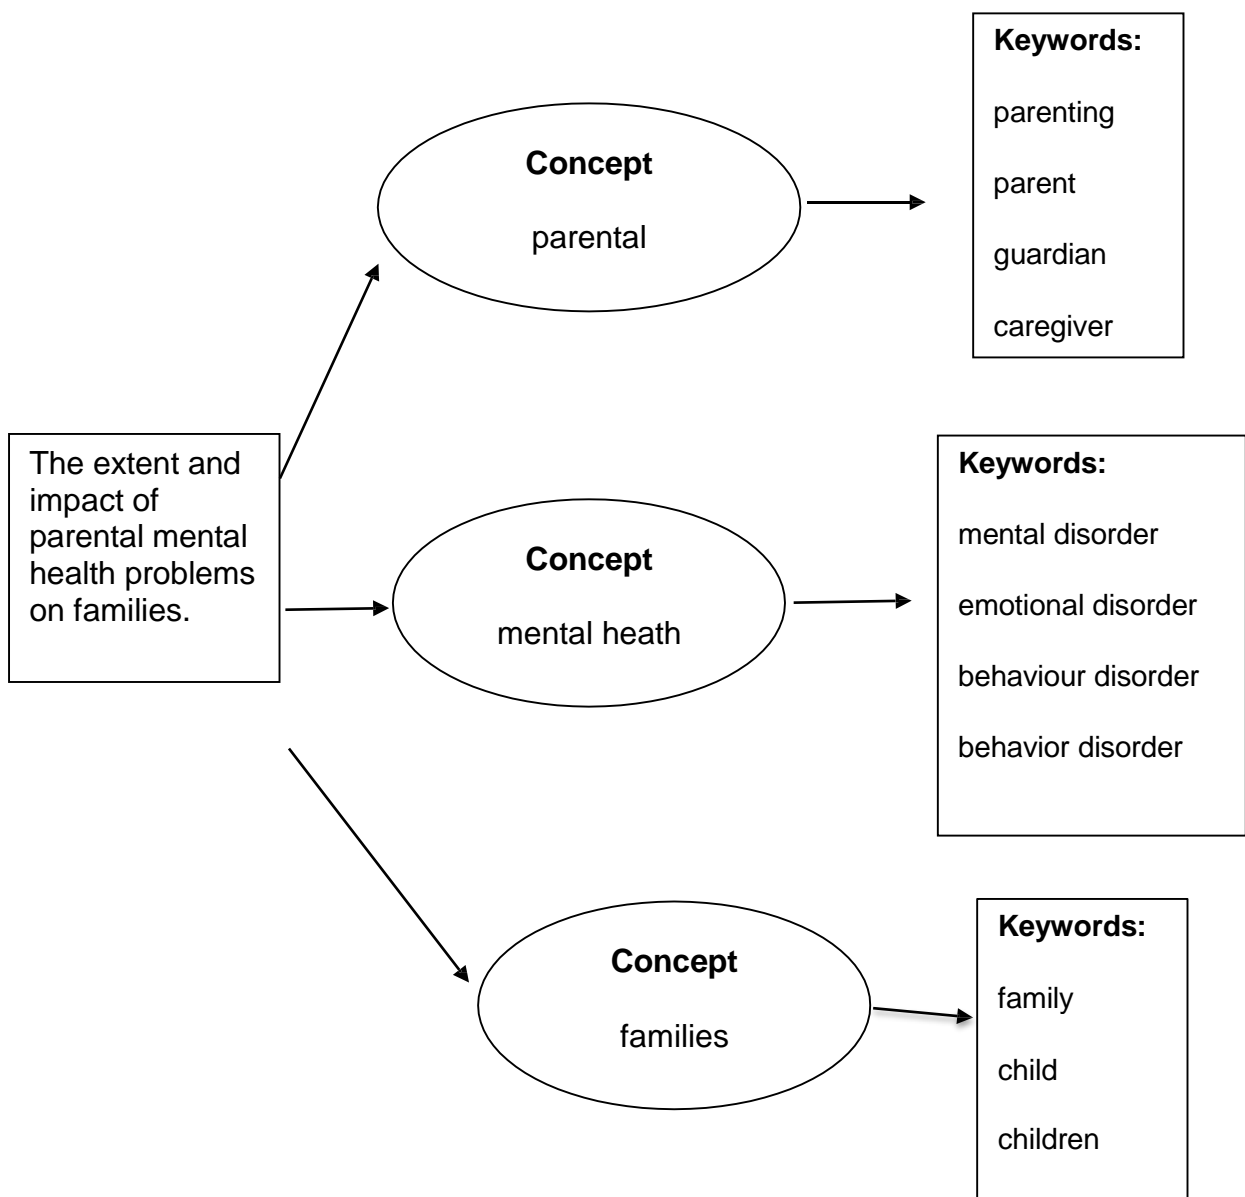 The extent and
impact of
parental mental
health problems
on families.
Concept
parental
Keywords:
parenting
parent
guardian
caregiver
Concept
mental heath
Keywords:
mental disorder
emotional disorder
behaviour disorder
behavior disorder
Concept
families
Keywords:
family
child
children